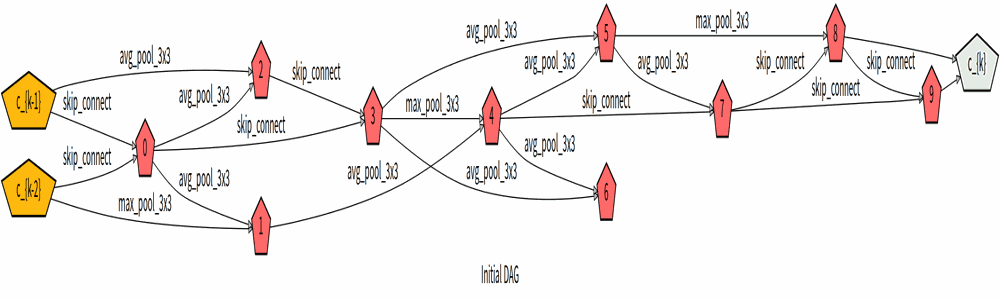 c_{k-1}
c_{k-2}
avg_pool_3x3
skip_connect
skip_connect
max_pool_3x3
0
avg_pool_3x3
skip_connect
avg_pool_3x3
2
1
skip_connect
avg_pool_3x3
3
avg_pool_3x3
max_pool_3x3
avg_pool_3x3
4
avg_pool_3x3
skip_connect
avg_pool_3x3
5
6
max_pool_3x3
avg_pool_3x3
7
skip_connect
skip_connect
8
skip_connect
9
c_{k}
Initial DAG